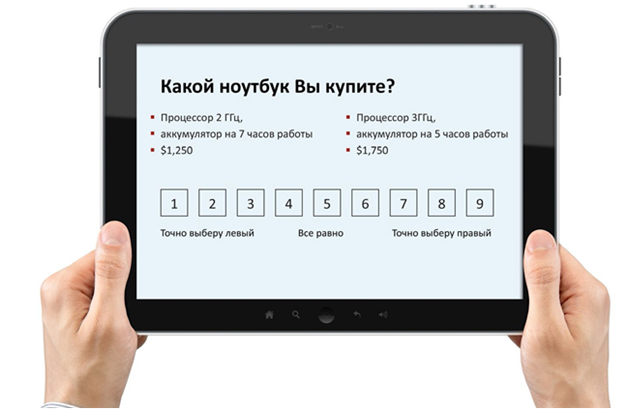 Какой ноутбук Вы купите?
Процессор 2 ГГц,
аккумулятор на 7 часов работы
$1,250
Процессор 3ГГц,
аккумулятор на 5 часов работы
$1,750
1 2 3 4 5 6 7 8 9
Точно выберу левый Все равно Точно выберу правый